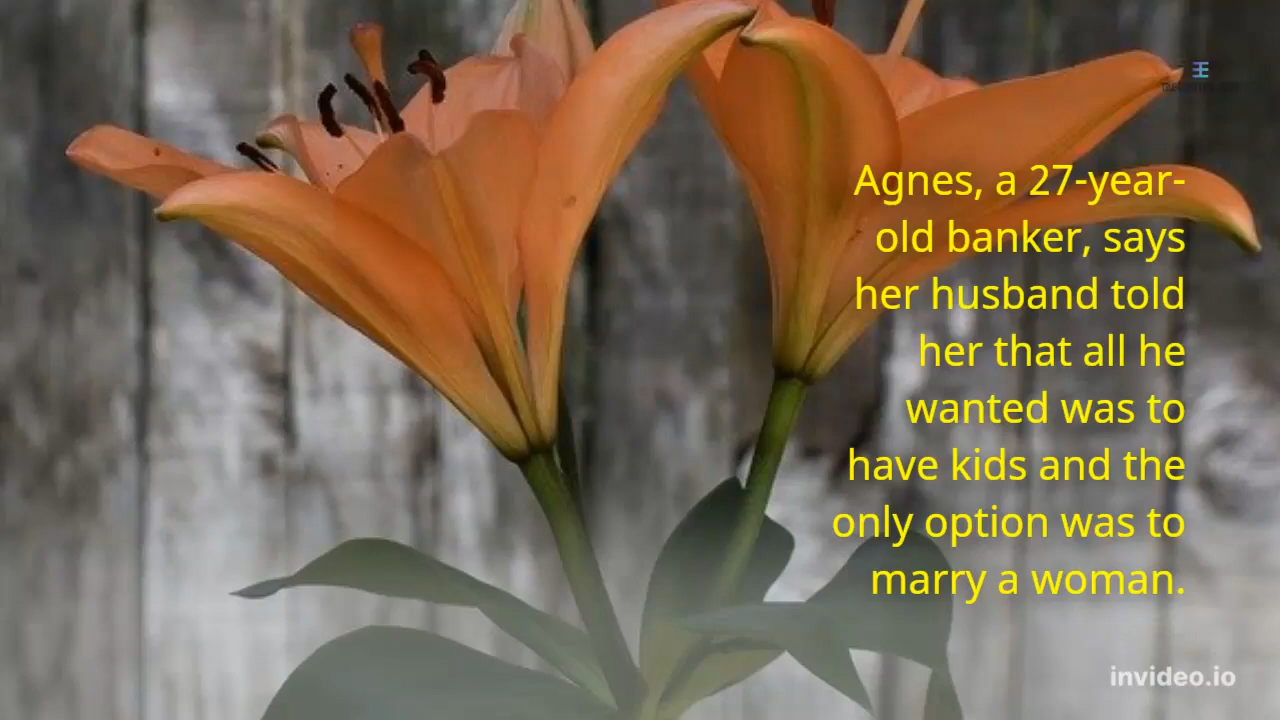 Agnes, a 27-year-
old banker, says
her husband told
her that all he
wanted was to
have kids and the
only option was to
marry a woman.
invideo.io